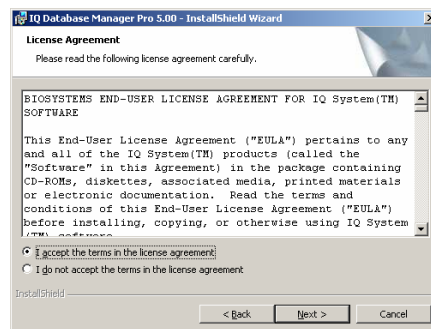 IQ Database Manager Pro 5.00 - InstallShield Wizard
License Agreement
Please read the following license agreement carefully.
BIOSYSTEMS END-USER LICENSE AGREEMENT FOR IQ System(TM)
SOFTWARE
This End-User License Agreement ("EULA") pertains to any
and all of the IQ System(TM) products (called the
"Software" in this Agreement) in the package containing
CD-ROMs, diskettes, associated media, printed materials
or electronic documentation. Read the terms and
conditions of this End-User License Agreement ("EULA")
before installing, copying, or otherwise using IQ System
(TM) software
I accept the terms in the license agreement
I do not accept the terms in the license agreement
InstallShield
< Back
Next >
Cancel